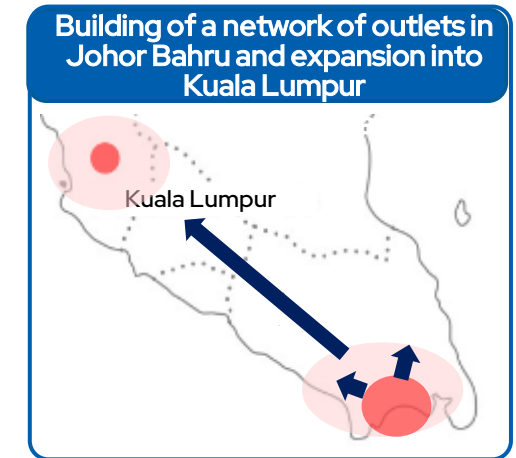 Building of a network of outlets in
Johor Bahru and expansion into
Kuala Lumpur
Kuala Lumpur